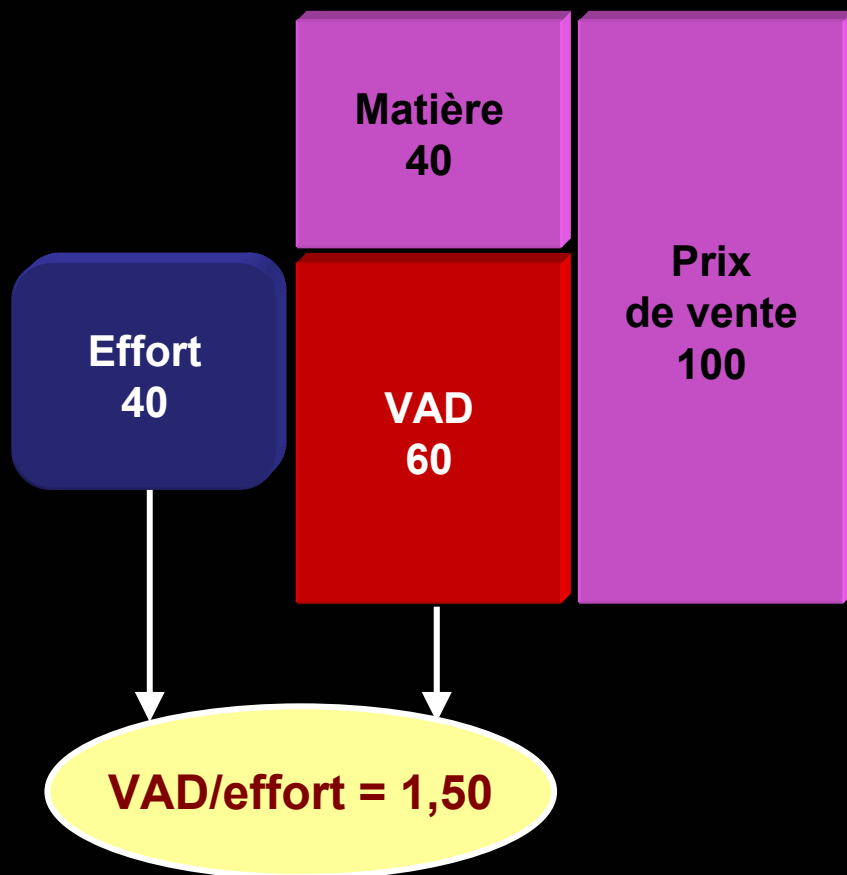 Matière
40
Prix
de vente
100
Effort
40
VAD
60
VAD/effort = 1,50